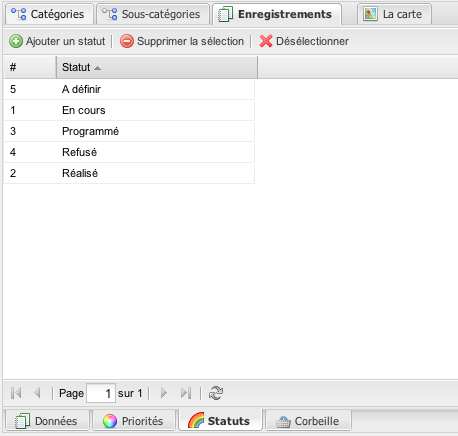 Catégories Sous-catégories Enregistrements La carte
Ajouter un statut Supprimer la sélection Désélectionner
# Statut
5 A définir
1 En cours
3 Programmé
4 Refusé
2 Réalisé
Page 1 sur 1
Données Priorités Statuts Corbeille